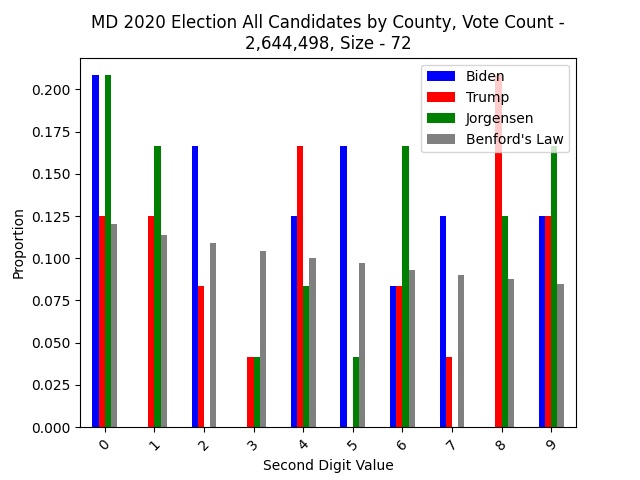 MD 2020 Election All Candidates by County, Vote Count -
2,644,498, Size - 72
Biden
Trump
Jorgensen
Benford's Law
Proportion
0.200
0.175
0.150
0.125
0.100
0.075
0.050
0.025
0.000
0 1 2 3 4 5 6 7 8 9
Second Digit Value